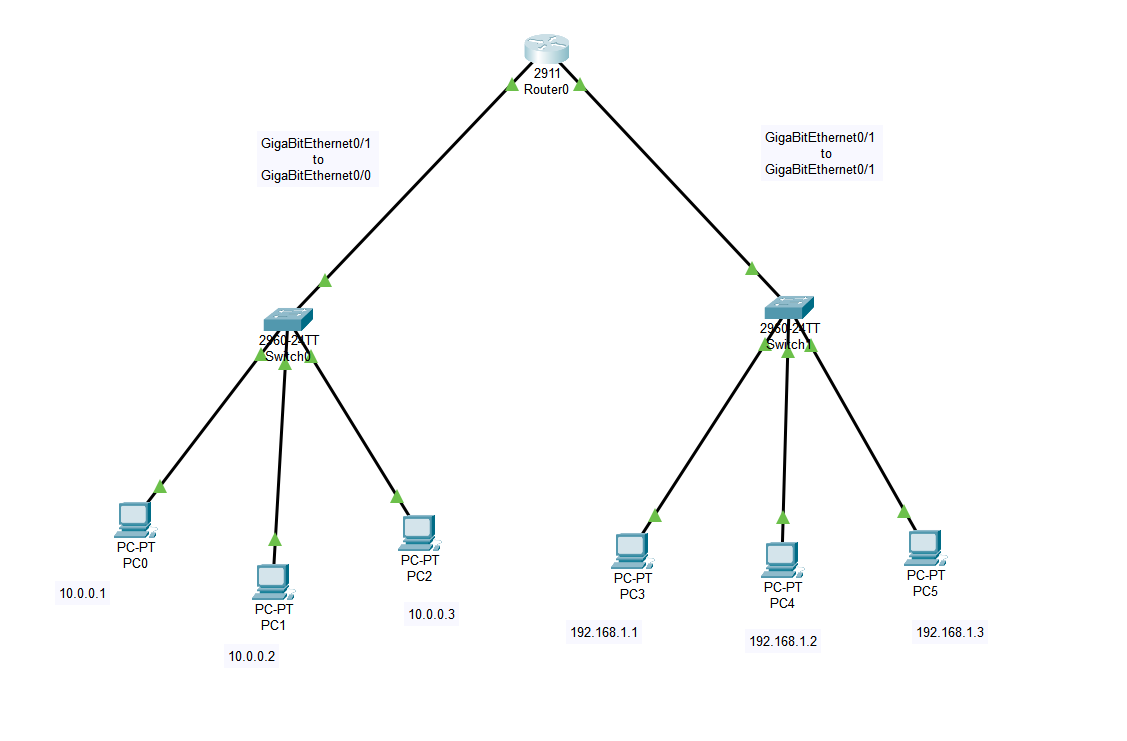 2911
Router0
GigaBitEthernet0/1
to
GigaBitEthernet0/0
GigaBitEthernet0/1
to
GigaBitEthernet0/1
2960-24TT
Switch0
2960-24TT
Switch1
PC-PT
PC0
10.0.0.1
PC-PT
PC1
10.0.0.2
PC-PT
PC2
10.0.0.3
PC-PT
PC3
192.168.1.1
PC-PT
PC4
192.168.1.2
PC-PT
PC5
192.168.1.3